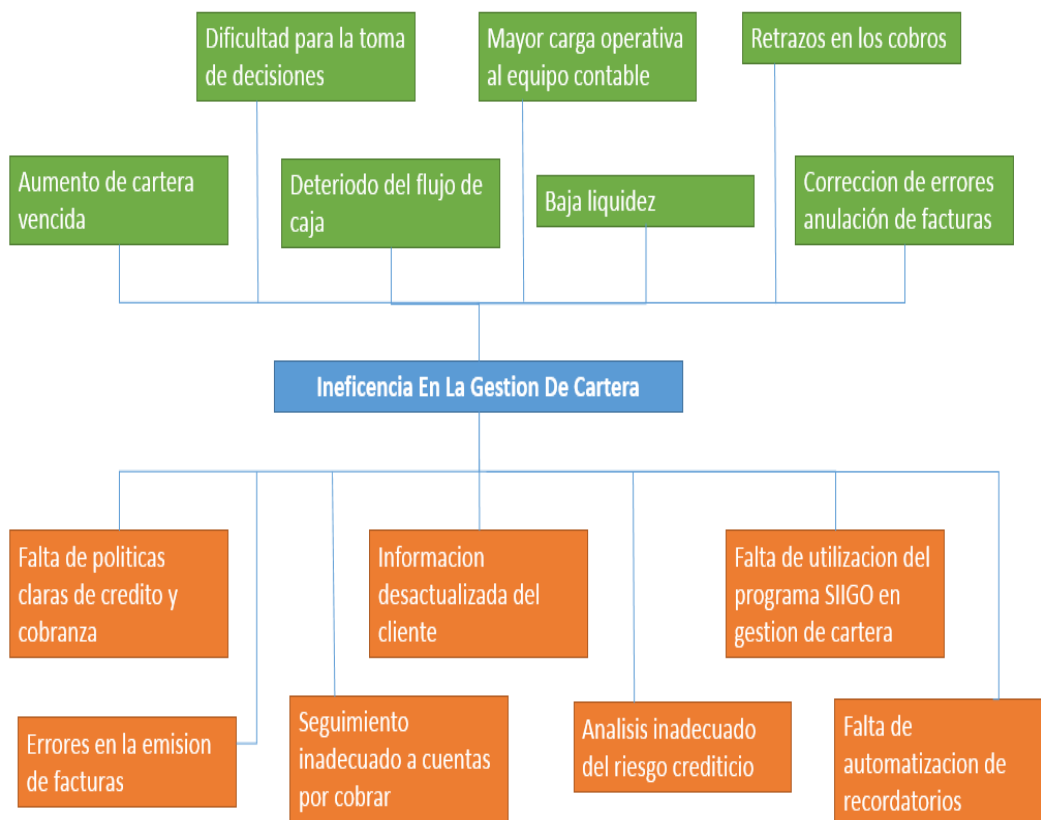 Dificultad para la toma
de decisiones
Mayor carga operativa
al equipo contable
Retrazos en los cobros
Aumento de cartera
vencida
Deteriodo del flujo de
caja
Baja liquidez
Correccion de errores
anulación de facturas
Ineficencia En La Gestion De Cartera
Falta de politicas
claras de credito y
cobranza
Informacion
desactualizada del
cliente
Falta de utilizacion del
programa SIIGO en
gestion de cartera
Errores en la emision
de facturas
Seguimiento
inadecuado a cuentas
por cobrar
Analisis inadecuado
del riesgo crediticio
Falta de
automatizacion de
recordatorios